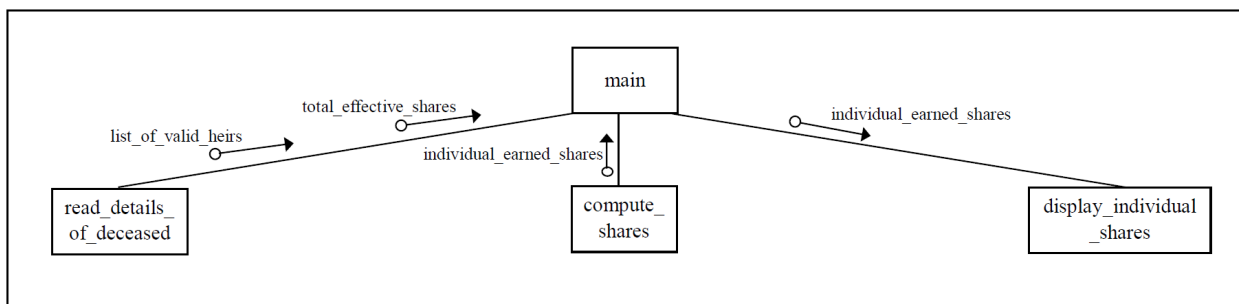 main
total_effective_shares
individual_earned_shares
list_of_valid_heirs
individual_earned_shares
read_details_
of_deceased
compute_
shares
display_individual
_shares